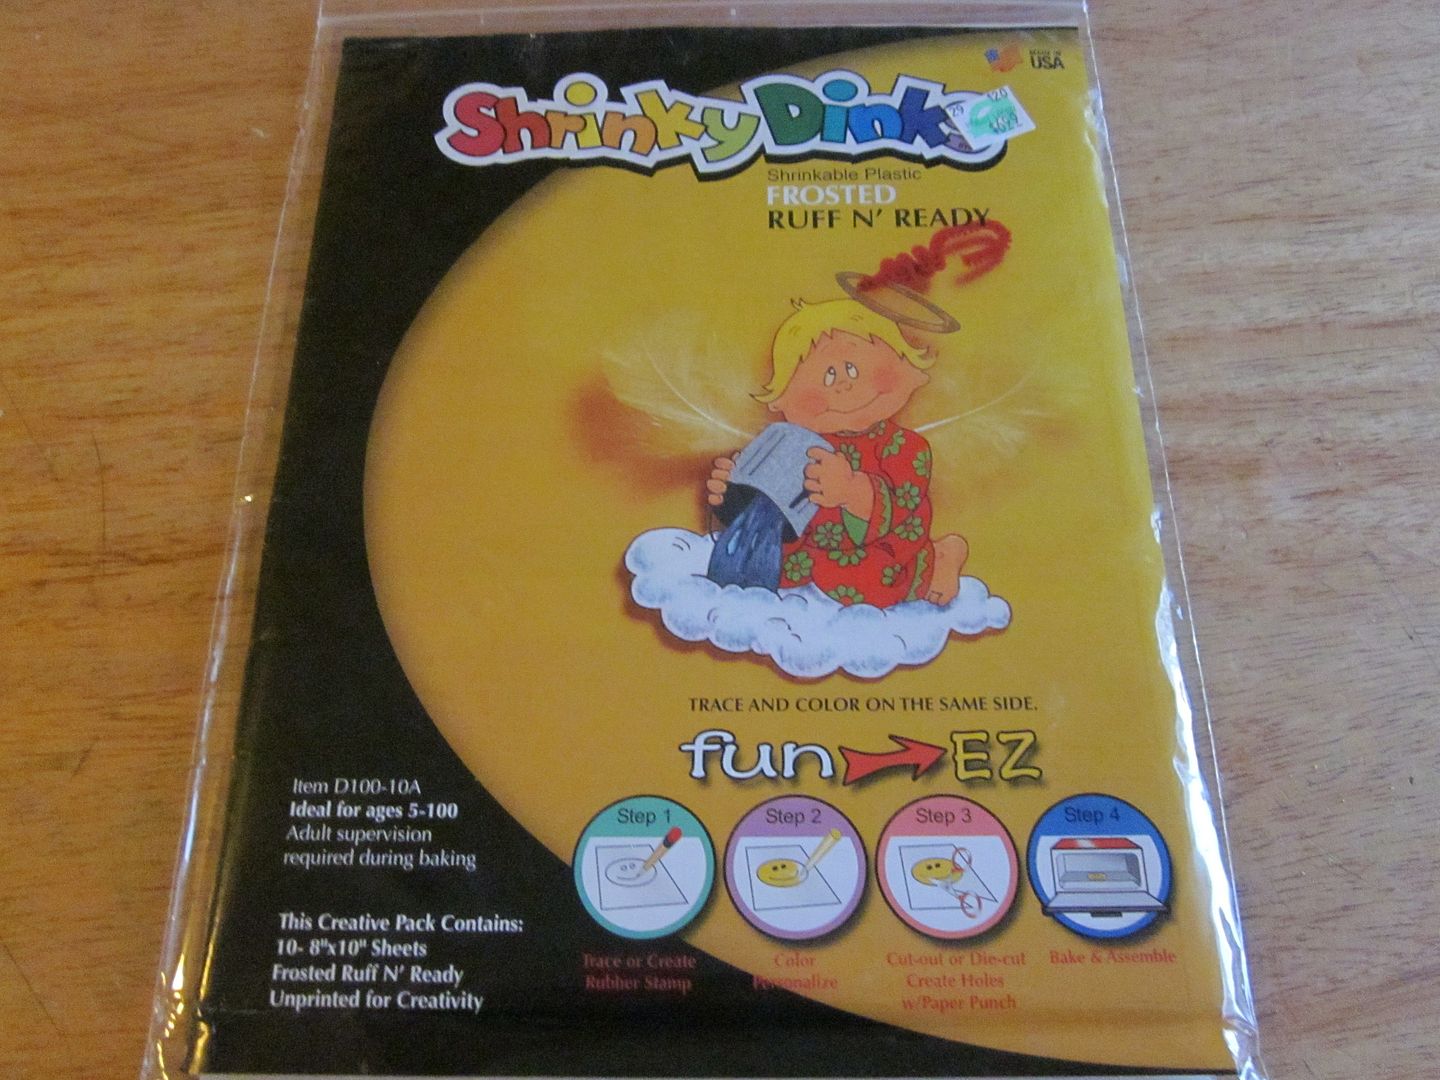 MADE IN
USA
Shrinky Dinks
Shrinkable Plastic
FROSTED
RUFF N' READY
TRACE AND COLOR ON THE SAME SIDE.
fun EZ
Item D100-10A
Ideal for ages 5-100
Adult supervision
required during baking
This Creative Pack Contains:
10- 8"x10" Sheets
Frosted Ruff N' Ready
Unprinted for Creativity
Step 1
Trace or Create
Rubber Stamp
Step 2
Color
Personalize
Step 3
Cut-out or Die-cut
Create Holes
w/Paper Punch
Step 4
Bake & Assemble